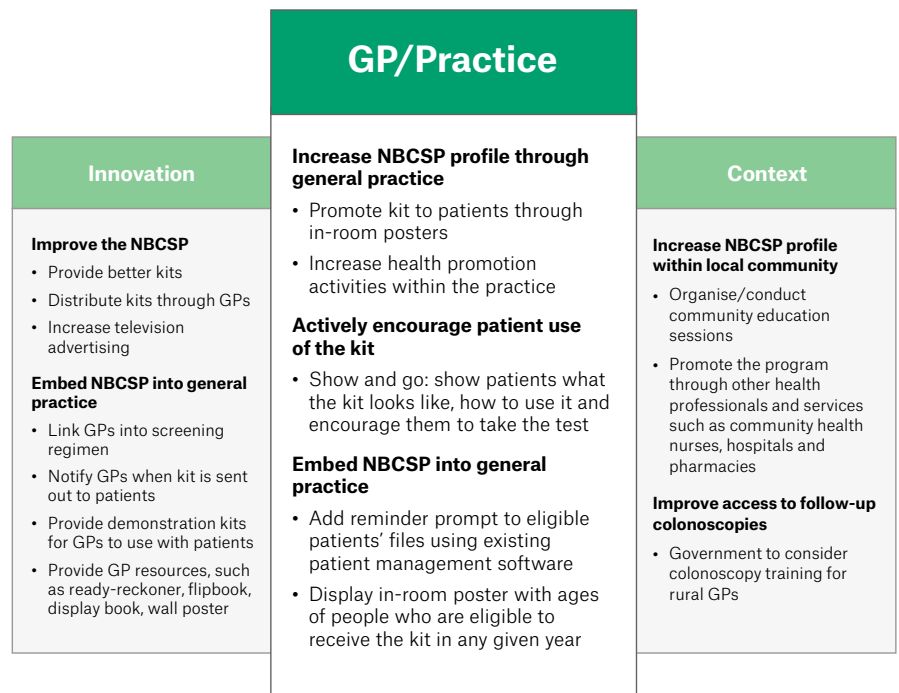 GP/Practice
Innovation
Improve the NBCSP
• Provide better kits
• Distribute kits through GPs
• Increase television
advertising
Embed NBCSP into general
practice
• Link GPs into screening
regimen
• Notify GPs when kit is sent
out to patients
• Provide demonstration kits
for GPs to use with patients
• Provide GP resources, such
as ready-reckoner, flipbook,
display book, wall poster
Increase NBCSP profile through
general practice
• Promote kit to patients through
in-room posters
• Increase health promotion
activities within the practice
Actively encourage patient use
of the kit
• Show and go: show patients what
the kit looks like, how to use it and
encourage them to take the test
Embed NBCSP into general
practice
• Add reminder prompt to eligible
patients’ files using existing
patient management software
• Display in-room poster with ages
of people who are eligible to
receive the kit in any given year
Context
Increase NBCSP profile
within local community
• Organise/conduct
community education
sessions
• Promote the program
through other health
professionals and services
such as community health
nurses, hospitals and
pharmacies
Improve access to follow-up
colonoscopies
• Government to consider
colonoscopy training for
rural GPs